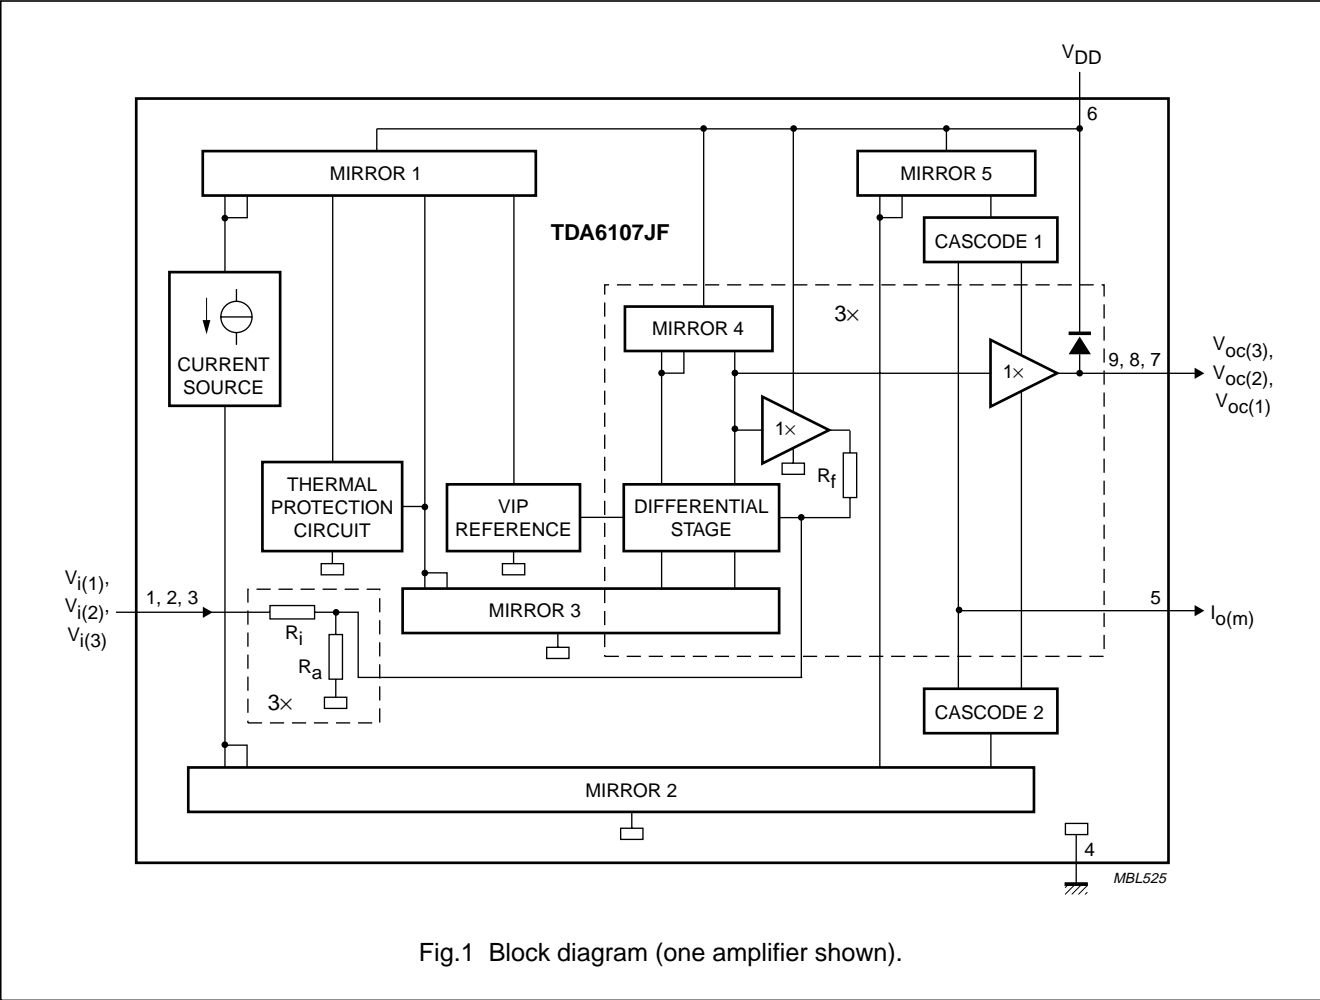 VDD
6
MIRROR 1
MIRROR 5
TDA6107JF
CASCODE 1
3×
MIRROR 4
CURRENT
SOURCE
1×
9, 8, 7
Voc(3),
Voc(2),
Voc(1)
1×
Rf
THERMAL
PROTECTION
CIRCUIT
VIP
REFERENCE
DIFFERENTIAL
STAGE
Vi(1),
Vi(2),
Vi(3)
1, 2, 3
Ri
Ra
3×
MIRROR 3
5
Io(m)
CASCODE 2
MIRROR 2
4
MBL525
Fig.1 Block diagram (one amplifier shown).